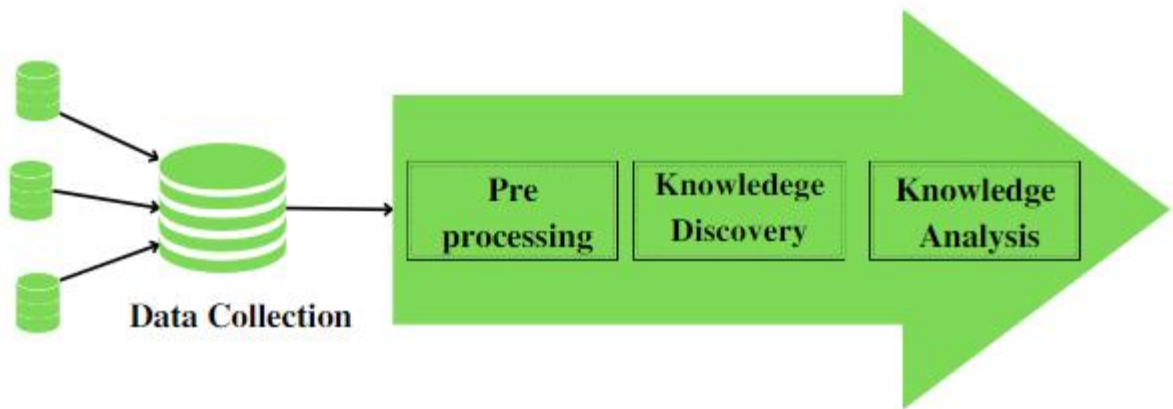 Data Collection
Pre
processing
Knowledege
Discovery
Knowledge
Analysis